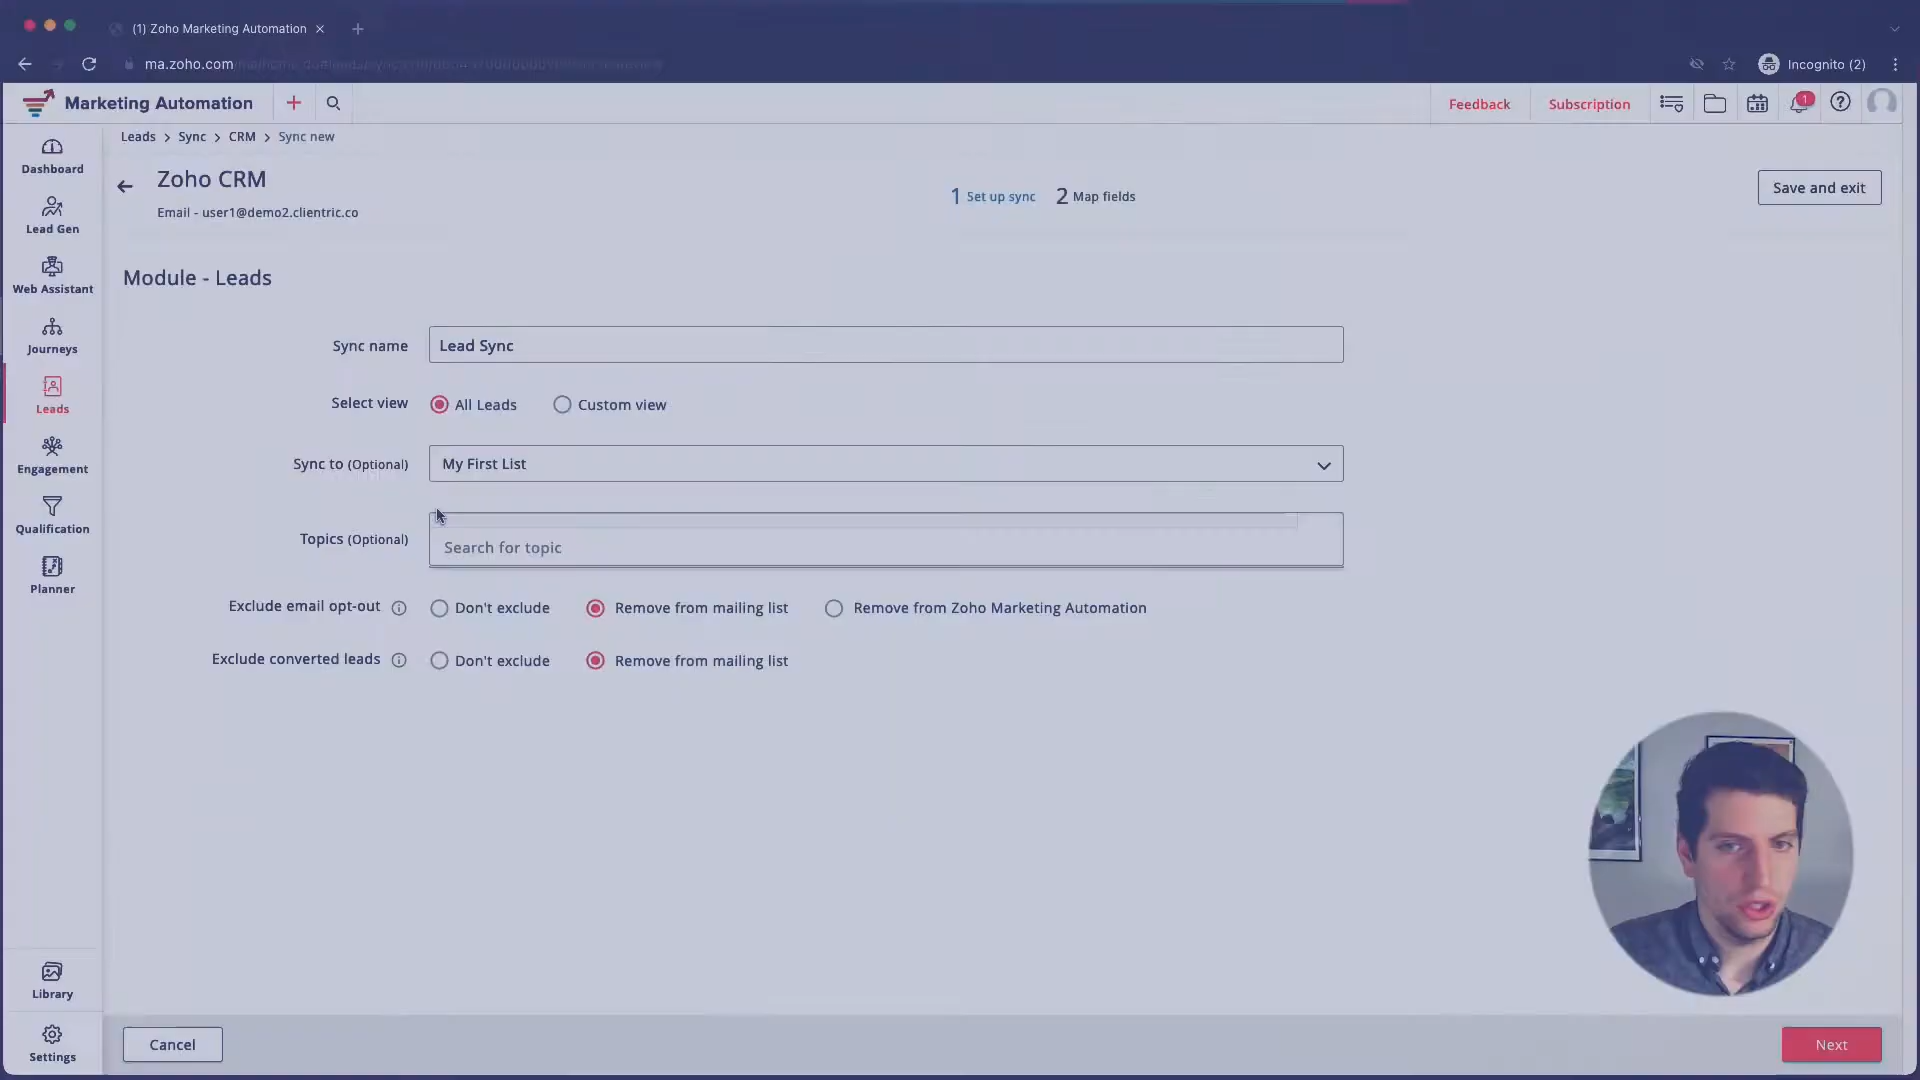 (1) Zoho Marketing Automation
ma.zoho.com
Incognito (2)
Marketing Automation
Feedback
Subscription
1
Leads > Sync > CRM > Sync new
Zoho CRM
Email - user1@demo2.clientric.co
1 Set up sync
2 Map fields
Save and exit
Dashboard
Lead Gen
Web Assistant
Journeys
Leads
Engagement
Qualification
Planner
Library
Settings
Module - Leads
Sync name
Lead Sync
Select view
All Leads
Custom view
Sync to (Optional)
My First List
Topics (Optional)
Search for topic
Exclude email opt-out
Don't exclude
Remove from mailing list
Remove from Zoho Marketing Automation
Exclude converted leads
Don't exclude
Remove from mailing list
Cancel
Next